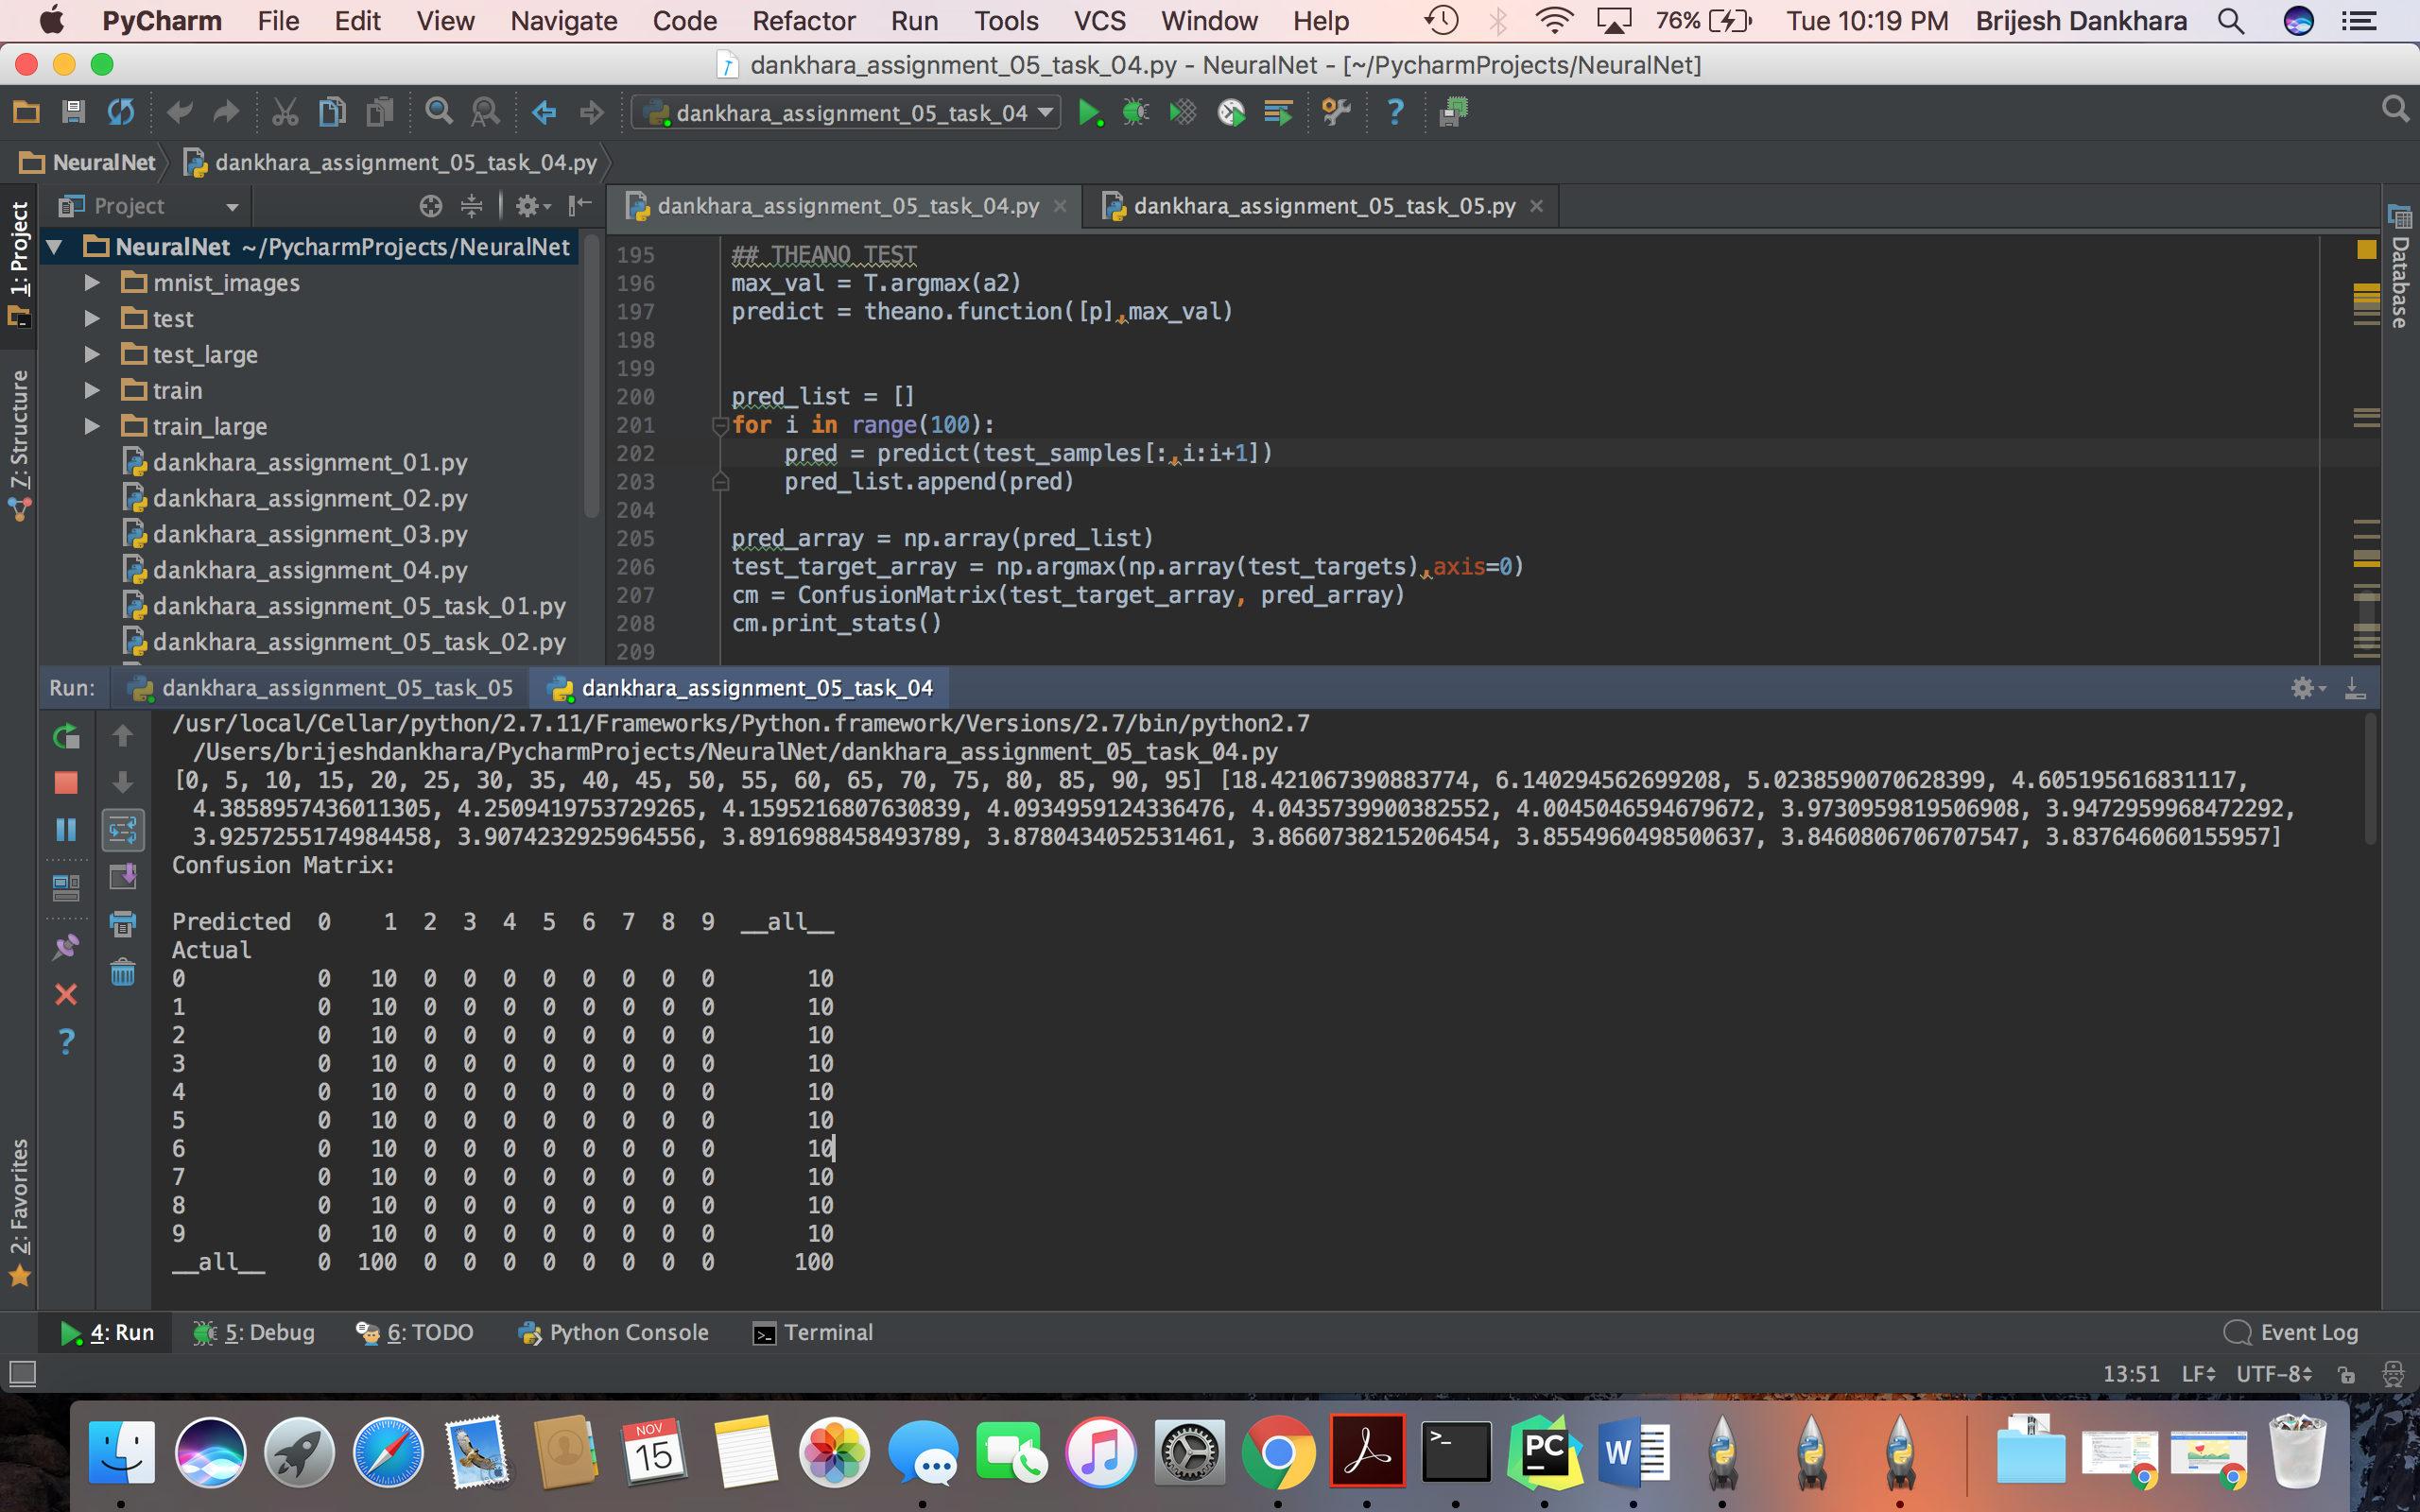 PyCharm File Edit View Navigate Code Refactor Run Tools VCS Window Help 76% Tue 10:19 PM Brijesh Dankhara
dankhara_assignment_05_task_04.py - NeuralNet - [~/PycharmProjects/NeuralNet]
dankhara_assignment_05_task_04
NeuralNet dankhara_assignment_05_task_04.py
1: Project
Z: Structure
2: Favorites
Project
NeuralNet ~/PycharmProjects/NeuralNet
mnist_images
test
test_large
train
train_large
dankhara_assignment_01.py
dankhara_assignment_02.py
dankhara_assignment_03.py
dankhara_assignment_04.py
dankhara_assignment_05_task_01.py
dankhara_assignment_05_task_02.py
dankhara_assignment_05_task_04.py dankhara_assignment_05_task_05.py
195 ## THEANO TEST
196 max_val = T.argmax(a2)
197 predict = theano.function([p],max_val)
198
199
200 pred_list = []
201 for i in range(100):
202 pred = predict(test_samples[:,i:i+1])
203 pred_list.append(pred)
204
205 pred_array = np.array(pred_list)
206 test_target_array = np.argmax(np.array(test_targets),axis=0)
207 cm = ConfusionMatrix(test_target_array, pred_array)
208 cm.print_stats()
209
Database
Run: dankhara_assignment_05_task_05 dankhara_assignment_05_task_04
/usr/local/Cellar/python/2.7.11/Frameworks/Python.framework/Versions/2.7/bin/python2.7
/Users/brijeshdankhara/PycharmProjects/NeuralNet/dankhara_assignment_05_task_04.py
[0, 5, 10, 15, 20, 25, 30, 35, 40, 45, 50, 55, 60, 65, 70, 75, 80, 85, 90, 95] [18.421067390883774, 6.140294562699208, 5.0238590070628399, 4.605195616831117,
4.3858957436011305, 4.2509419753729265, 4.1595216807630839, 4.0934959124336476, 4.0435739900382552, 4.0045046594679672, 3.9730959819506908, 3.9472959968472292,
3.9257255174984458, 3.9074232925964556, 3.8916988458493789, 3.8780434052531461, 3.8660738215206454, 3.8554960498500637, 3.8460806706707547, 3.837646060155957]
Confusion Matrix:
Predicted 0 1 2 3 4 5 6 7 8 9 __all__
Actual
0 0 10 0 0 0 0 0 0 0 0 10
1 0 10 0 0 0 0 0 0 0 0 10
2 0 10 0 0 0 0 0 0 0 0 10
3 0 10 0 0 0 0 0 0 0 0 10
4 0 10 0 0 0 0 0 0 0 0 10
5 0 10 0 0 0 0 0 0 0 0 10
6 0 10 0 0 0 0 0 0 0 0 10
7 0 10 0 0 0 0 0 0 0 0 10
8 0 10 0 0 0 0 0 0 0 0 10
9 0 10 0 0 0 0 0 0 0 0 10
__all__ 0 100 0 0 0 0 0 0 0 0 100
4: Run 5: Debug 6: TODO Python Console Terminal Event Log
13:51 LF UTF-8
NOV
15
PC
W